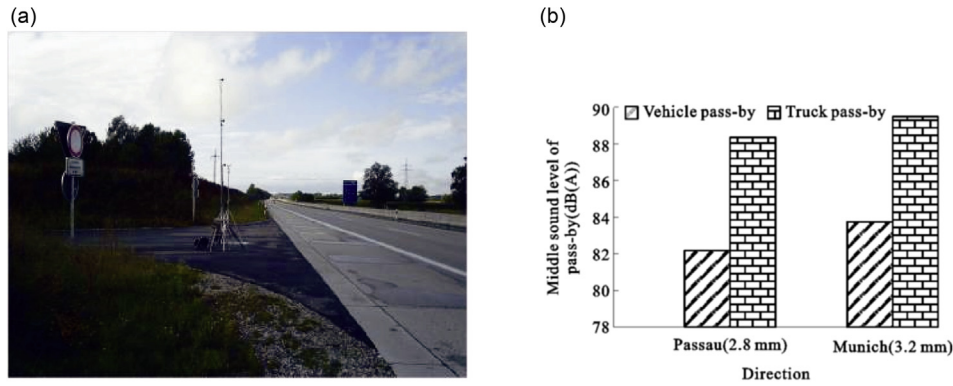 (a)
(b)
Middle sound level of
pass-by(dB(A))
90
88
86
84
82
80
78
Vehicle pass-by
Truck pass-by
Passau(2.8 mm)
Munich(3.2 mm)
Direction